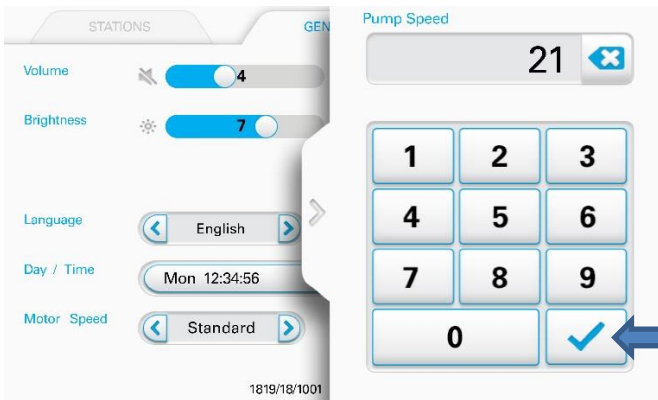 STATIONS
GEN
Volume
4
Brightness
7
Language
English
Day / Time
Mon 12:34:56
Motor Speed
Standard
1819/18/1001
Pump Speed
21
1 2 3
4 5 6
7 8 9
0